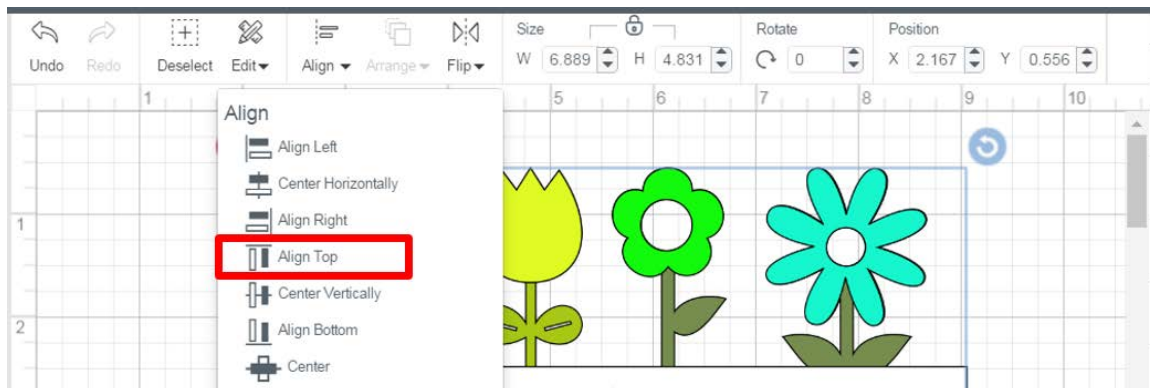 Size
Rotate
Position
W 6.889 H 4.831
0
X 2.167 Y 0.556
Undo Redo Deselect Edit Align Arrange Flip
1 5 6 7 8 9 10
Align
Align Left
Center Horizontally
1
Align Right
Align Top
Center Vertically
2
Align Bottom
Center